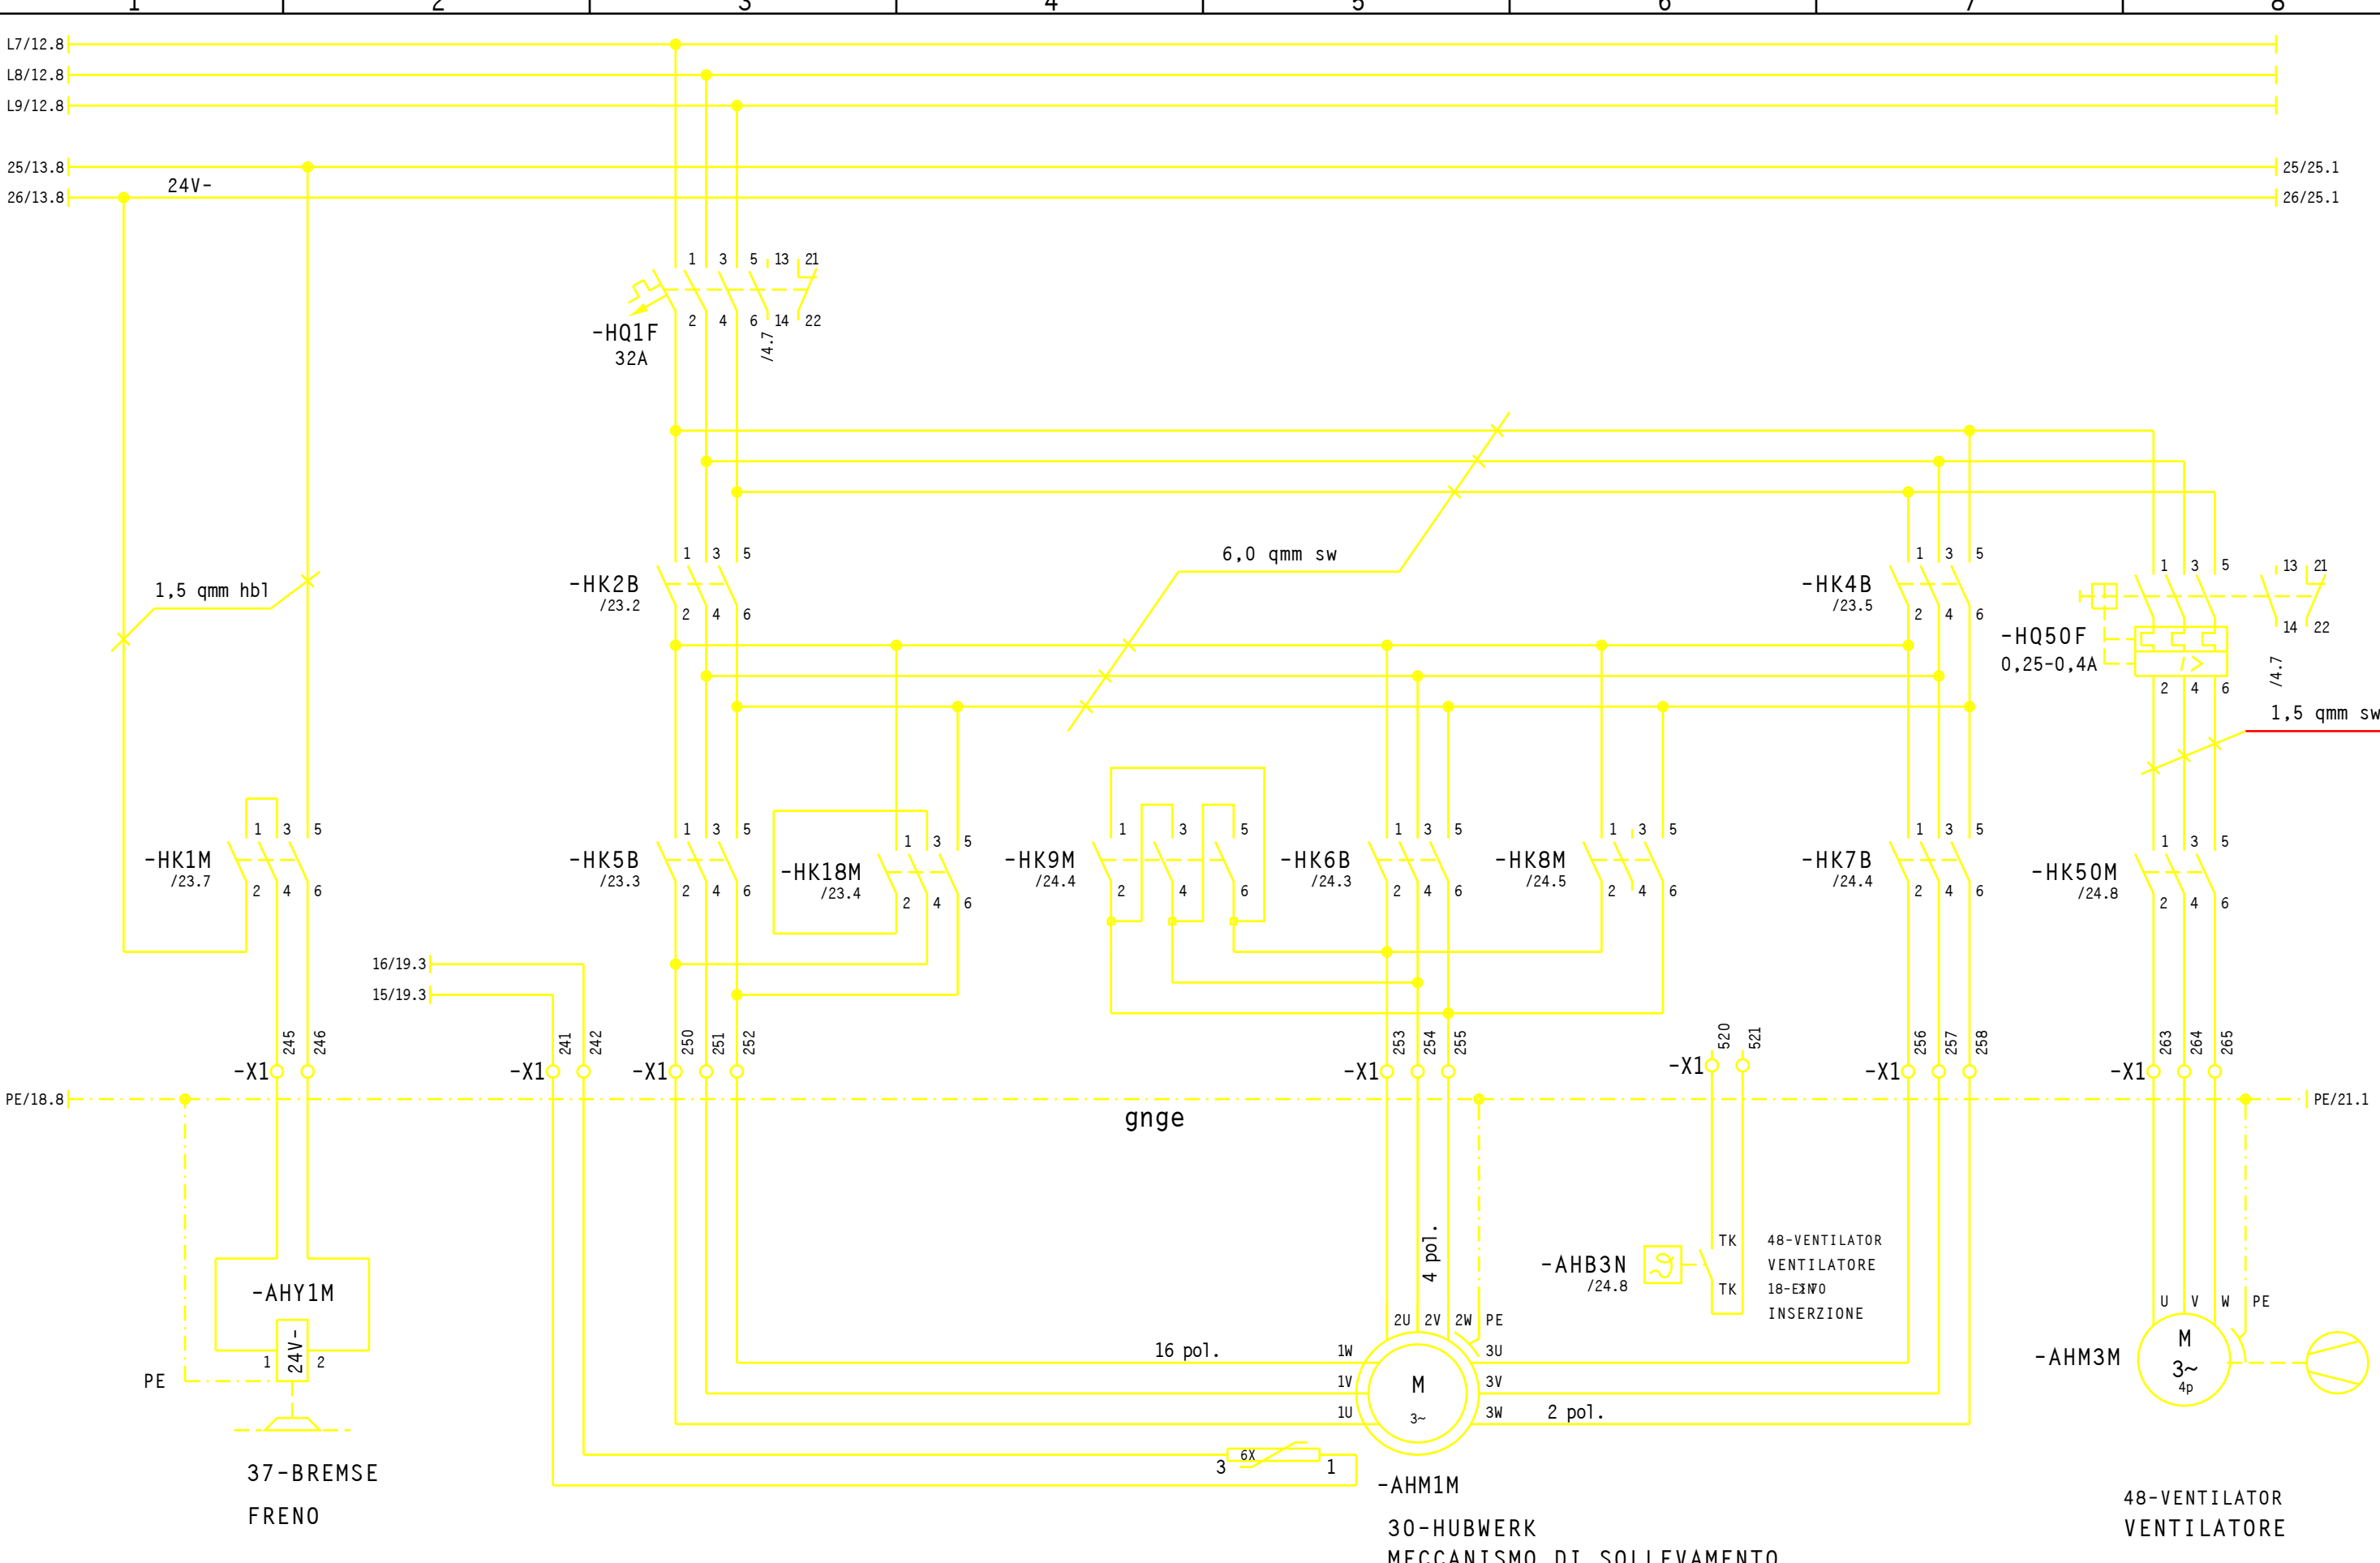 1 2 3 4 5 6 7 8
L7/12.8
L8/12.8
L9/12.8
25/13.8 25/25.1
24V-
26/13.8 26/25.1
1 3 5 13 21
2 4 6 14 22
-HQ1F
32A
/4.7
6,0 qmm sw
1,5 qmm hbl
1 3 5
-HK2B
/23.2
2 4 6
1 3 5
-HK4B
/23.5
2 4 6
1 3 5 13 21
-HQ50F
0,25-0,4A
I >
14 22
2 4 6
/4.7
1,5 qmm sw
1 3 5
-HK1M
/23.7
2 4 6
1 3 5
-HK5B
/23.3
2 4 6
1 3 5
-HK18M
/23.4
2 4 6
1 3 5
-HK9M
/24.4
2 4 6
1 3 5
-HK6B
/24.3
2 4 6
1 3 5
-HK8M
/24.5
2 4 6
1 3 5
-HK7B
/24.4
2 4 6
1 3 5
-HK50M
/24.8
2 4 6
16/19.3
15/19.3
245 246
241 242
250 251 252
253 254 255
520 521
256 257 258
263 264 265
-X1 -X1 -X1 -X1 -X1 -X1 -X1
PE/18.8 PE/21.1
gnge
4 pol.
-AHB3N
/24.8
TK
TK
48-VENTILATOR
VENTILATORE
18-EIN
INSERZIONE
-AHY1M
24V-
1 2
PE
2U 2V 2W PE
16 pol.
1W
1V
1U
M
3~
3U
3V
3W
2 pol.
U V W PE
-AHM3M
M
3~
4p
6X
3 1
-AHM1M
37-BREMSE
FRENO
30-HUBWERK
MECCANISMO DI SOLLEVAMENTO
48-VENTILATOR
VENTILATORE